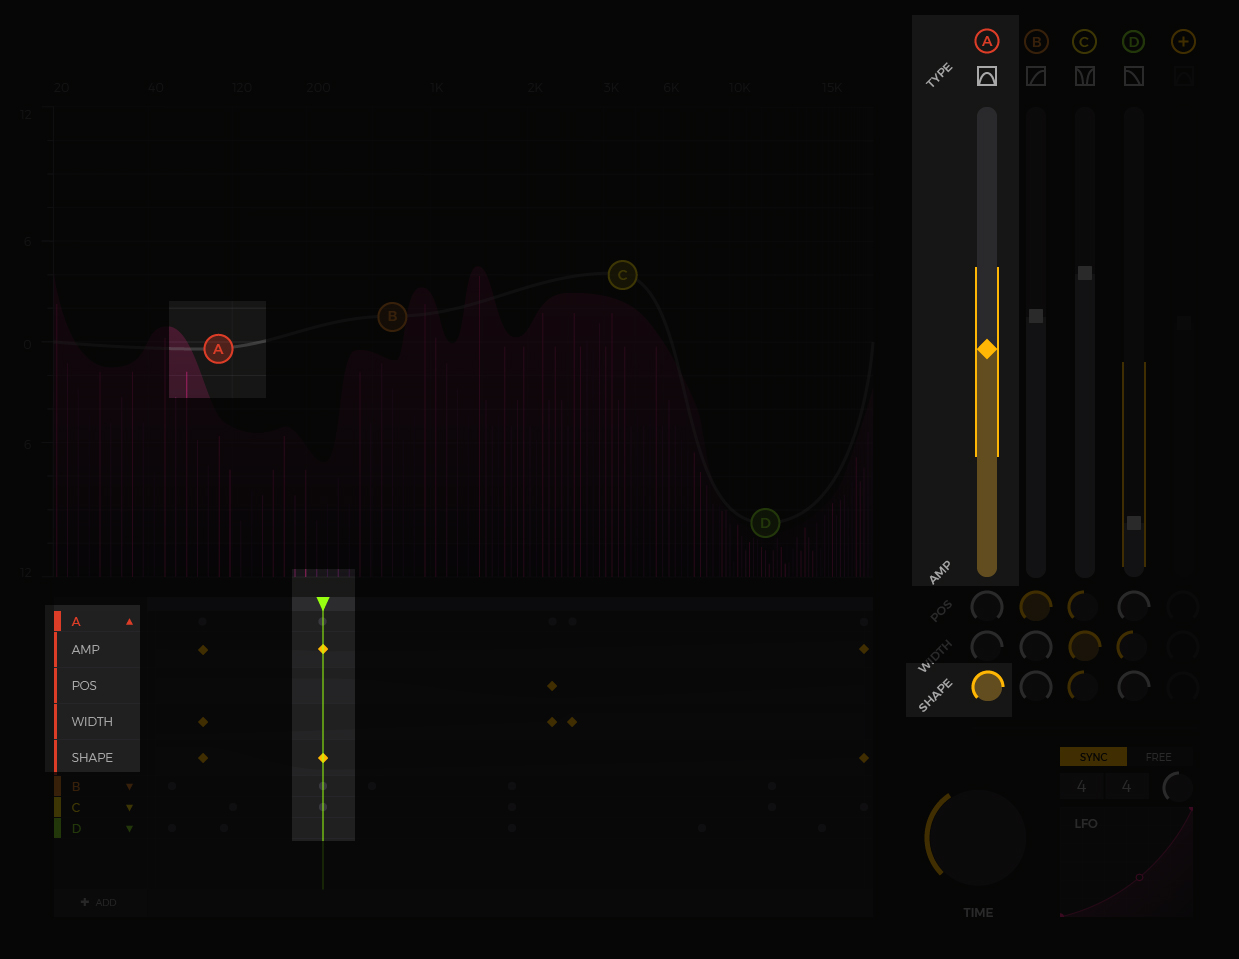 A B C D +
TYPE
20 40 120 200 1K 2K 3K 6K 10K 15K
12
6
0
6
12
A
B
C
D
AMP
POS
WIDTH
SHAPE
A
AMP
POS
WIDTH
SHAPE
B
C
D
+ ADD
SYNC FREE
4 4
LFO
TIME